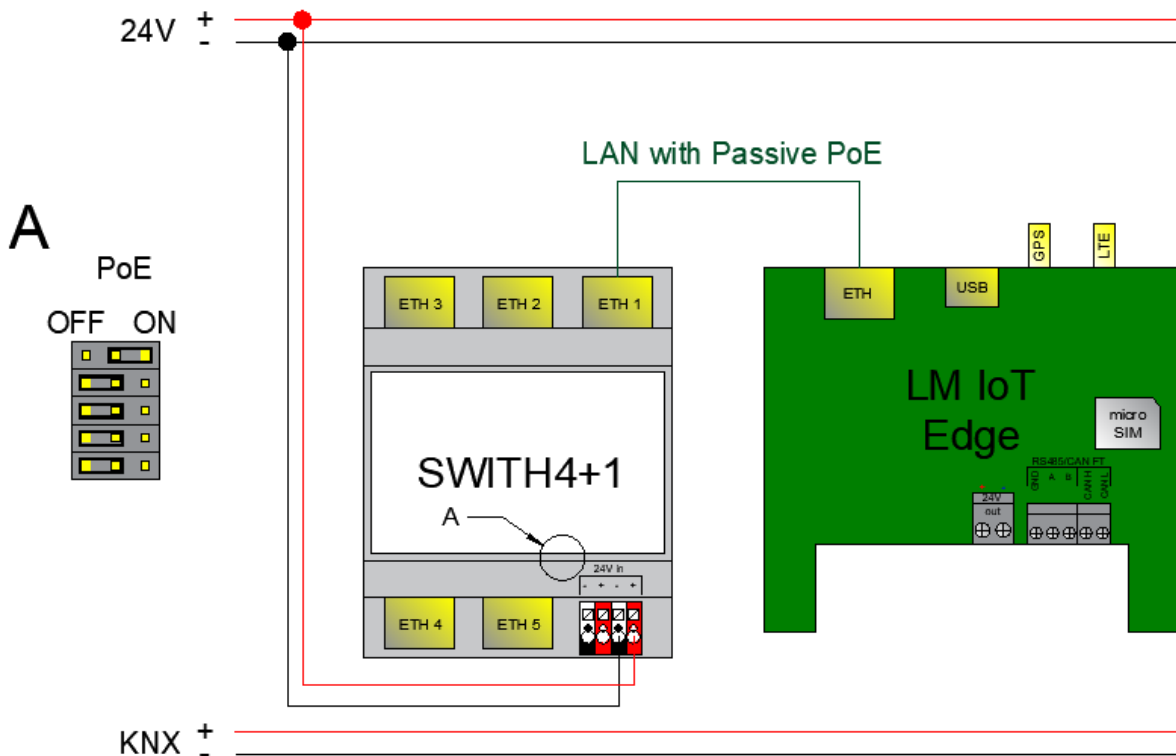 24V + -
LAN with Passive PoE
A
PoE
OFF ON
ETH 3 ETH 2 ETH 1
ETH USB GPS LTE
LM IoT
Edge
micro
SIM
SWITH4+1
A
RS485/CAN FT
GND A B CAN H CAN L
24V
out
24V in
- + - +
ETH 4 ETH 5
KNX + -